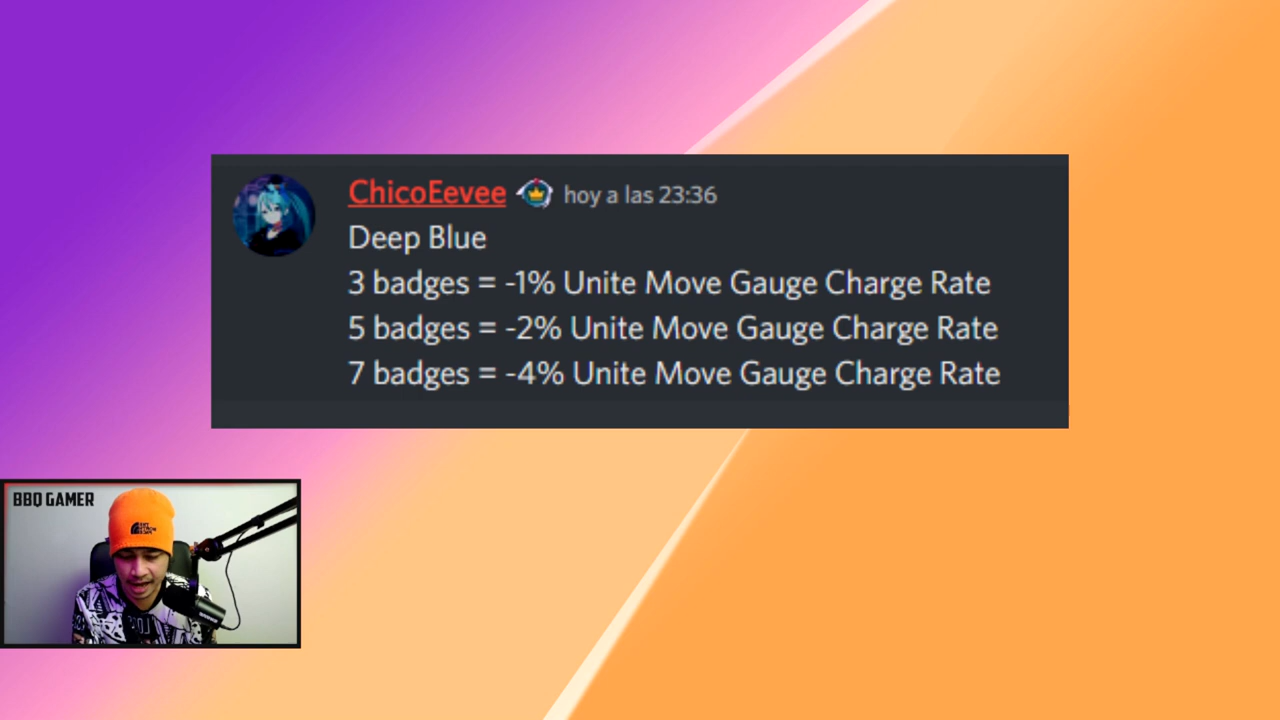 ChicoEevee hoy a las 23:36
Deep Blue
3 badges = -1% Unite Move Gauge Charge Rate
5 badges = -2% Unite Move Gauge Charge Rate
7 badges = -4% Unite Move Gauge Charge Rate
BBQ GAMER